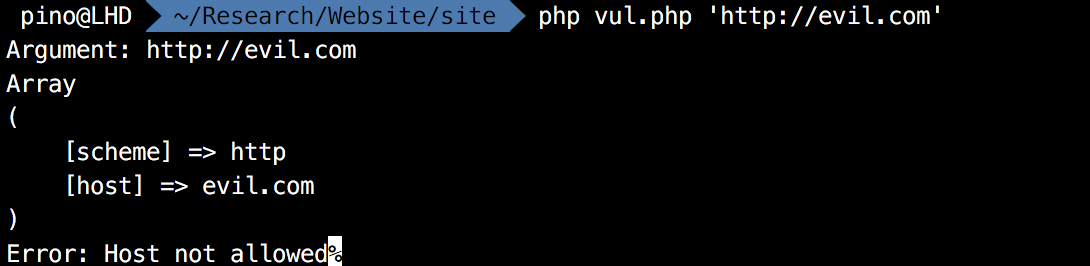 pino@LHD ~/Research/Website/site php vul.php 'http://evil.com'
Argument: http://evil.com
Array
(
    [scheme] => http
    [host] => evil.com
)
Error: Host not allowed%